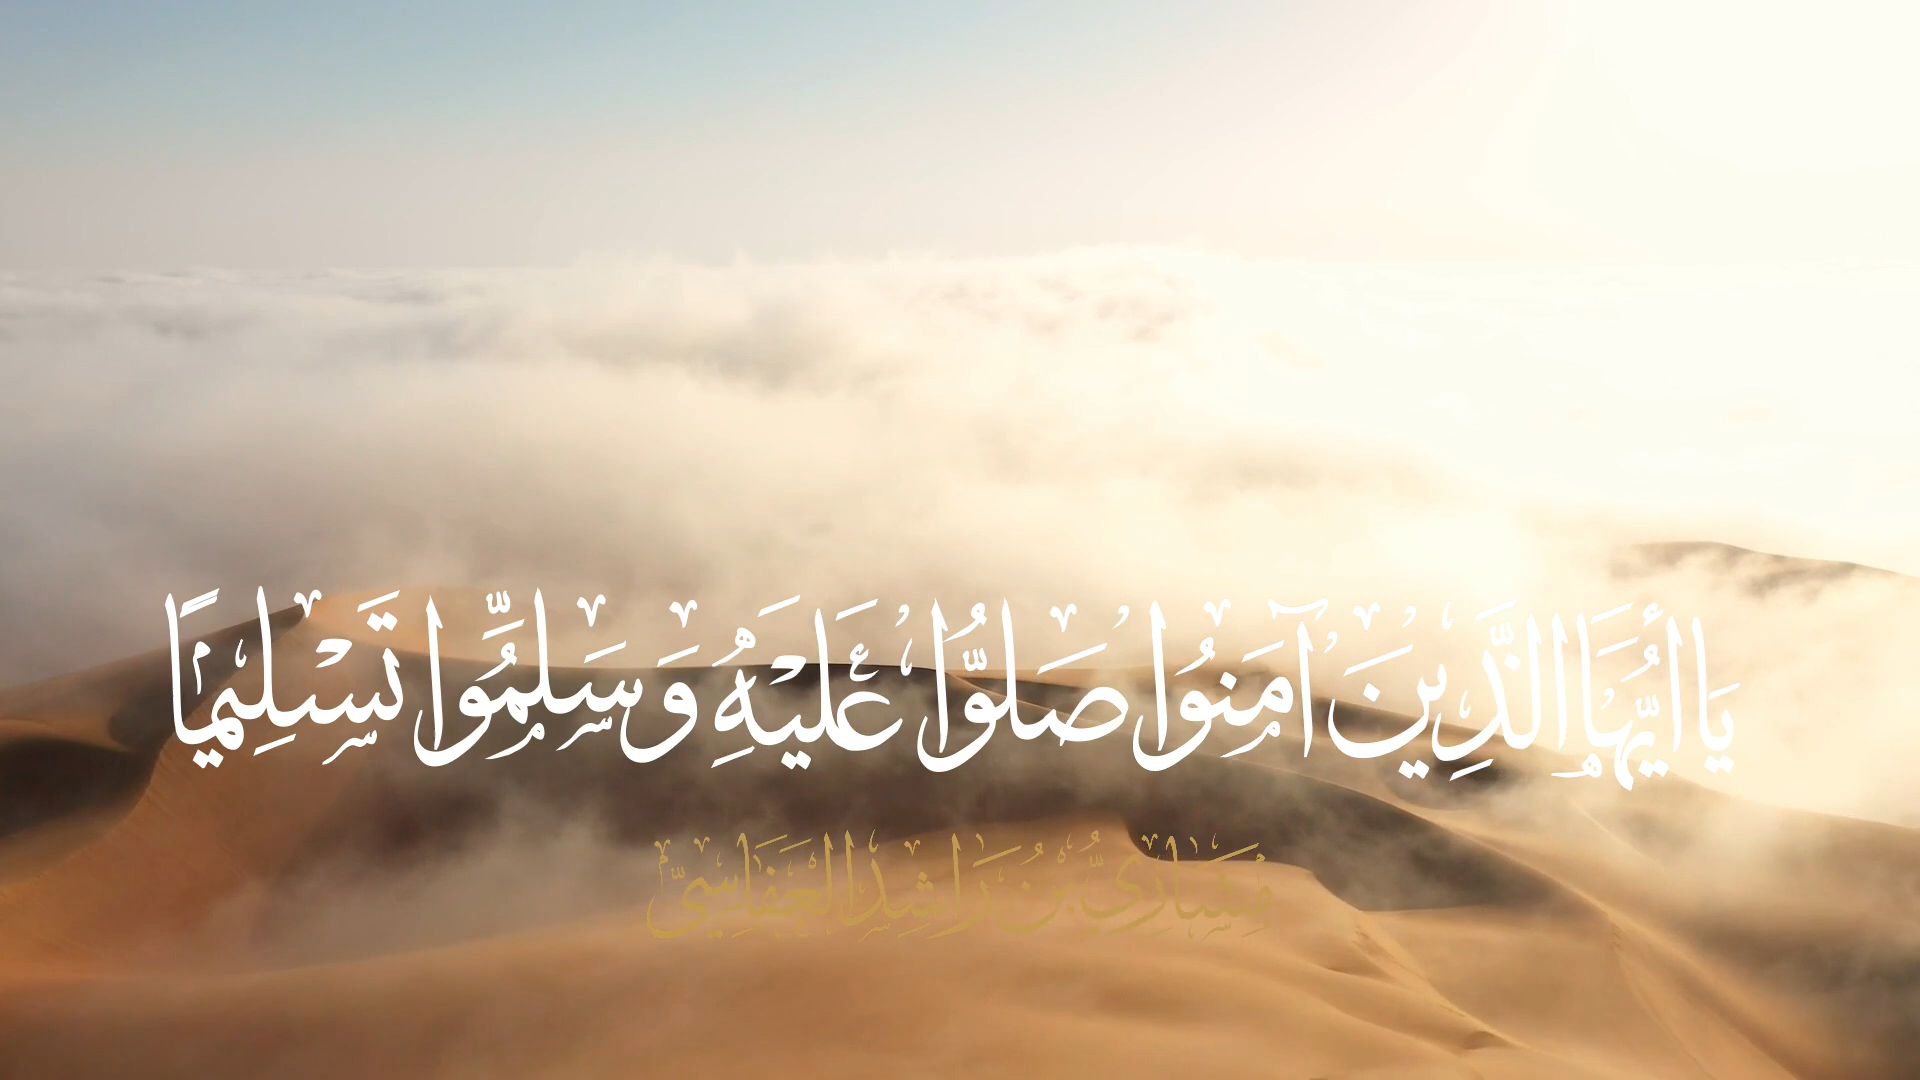 يَا أَيُّهَا الَّذِينَ آمَنُوا صَلُّوا عَلَيْهِ وَسَلِّمُوا تَسْلِيمًا
مِشَارِيُّ بْنُ رَاشِد العَفَاسِيّ